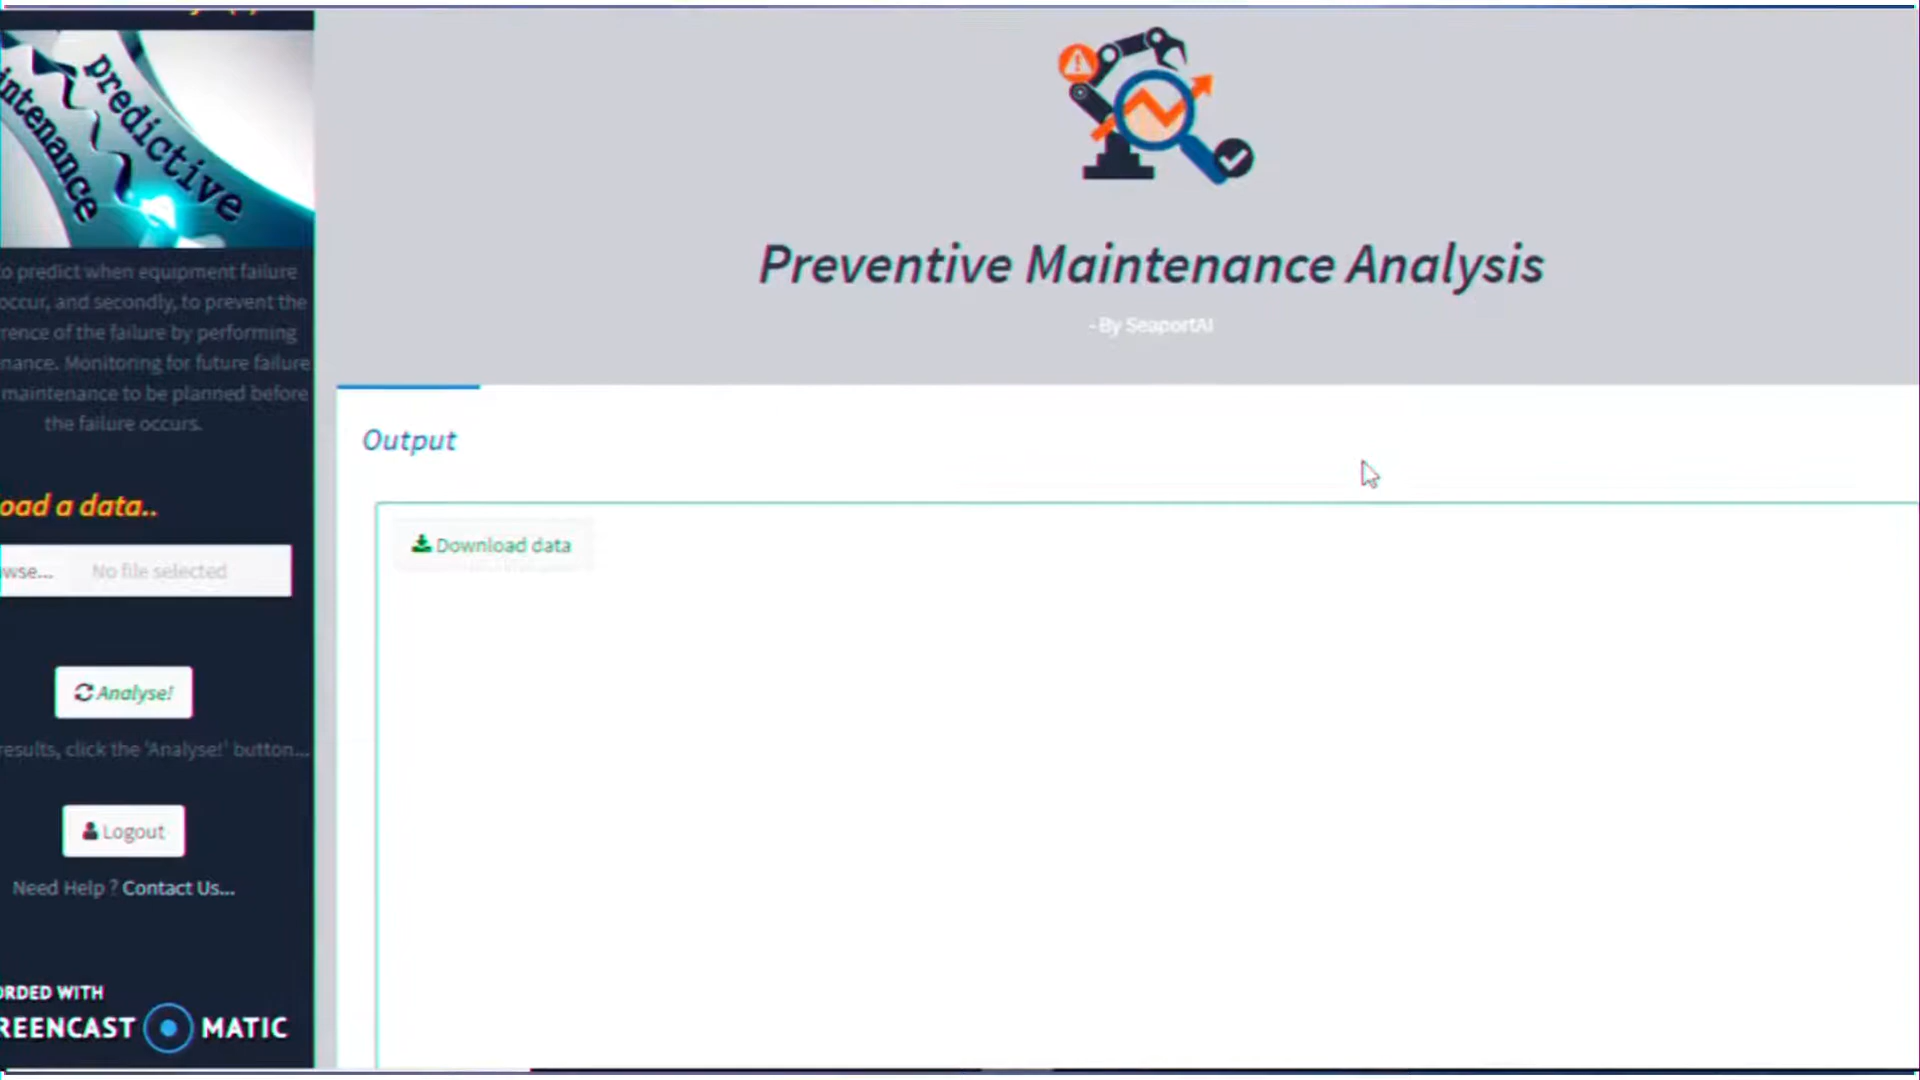 intenance
predictive
o predict when equipment failure
occur, and secondly, to prevent the
rence of the failure by performing
nance. Monitoring for future failure
maintenance to be planned before
the failure occurs.
oad a data..
wse... No file selected
Analyse!
results, click the 'Analyse!' button...
Logout
Need Help ? Contact Us...
ORDED WITH
REENCAST MATIC
Preventive Maintenance Analysis
- By SeaportAI
Output
Download data